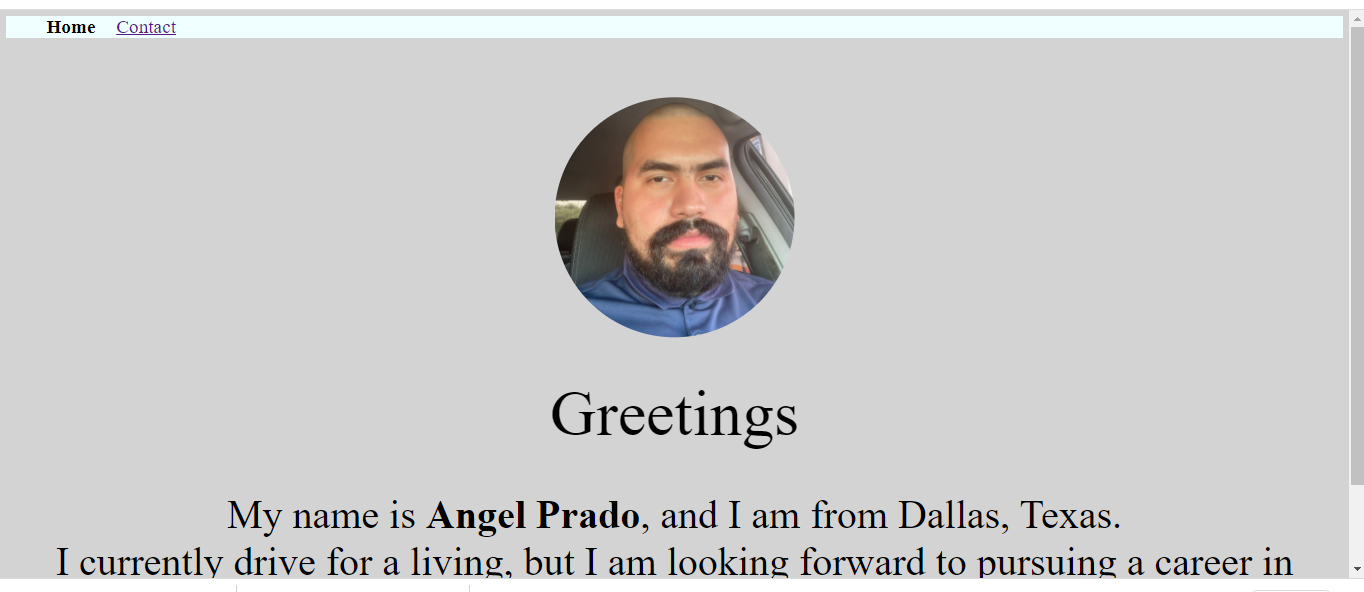 Home Contact
Greetings
My name is Angel Prado, and I am from Dallas, Texas.
I currently drive for a living, but I am looking forward to pursuing a career in